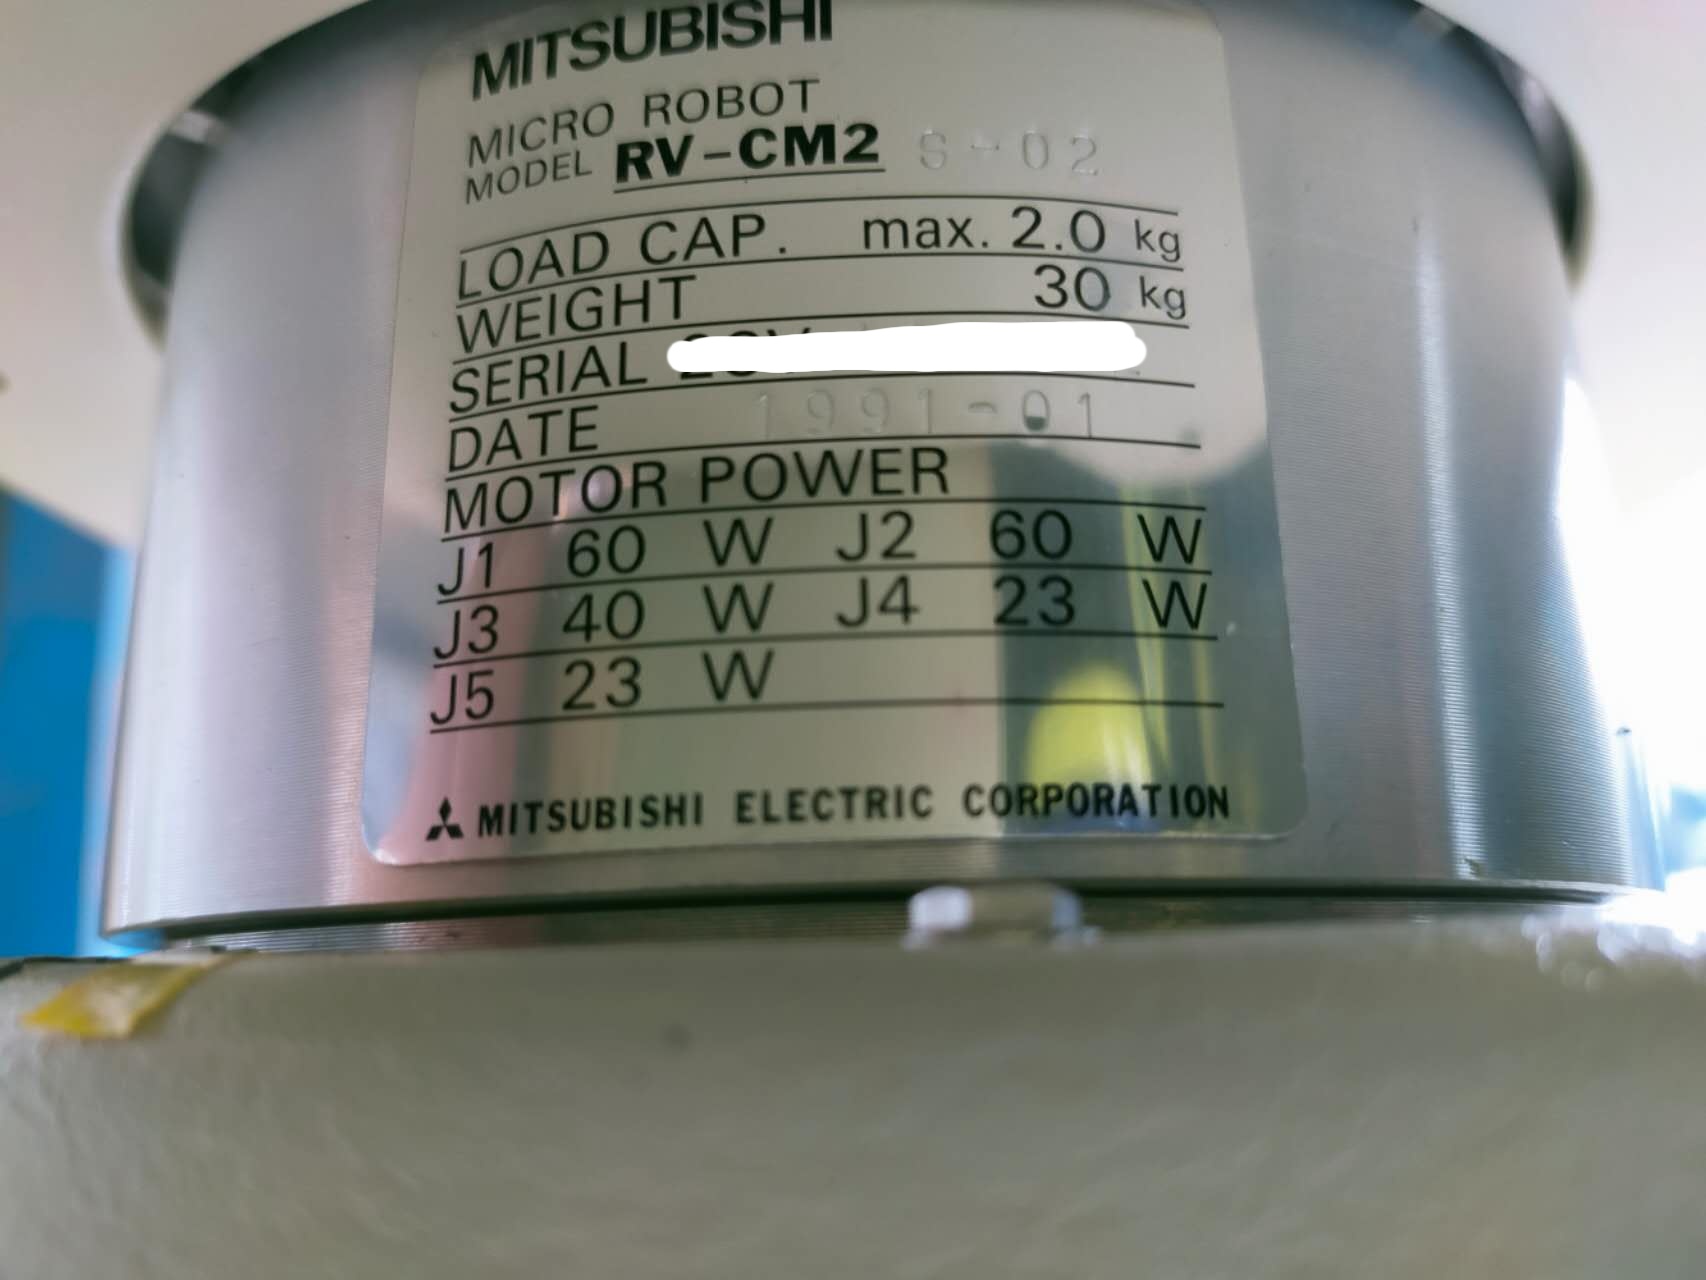 MITSUBISHI
MICRO ROBOT
MODEL RV-CM2 S-02
LOAD CAP. max. 2.0 kg
WEIGHT 30 kg
SERIAL
DATE 1991-01
MOTOR POWER
J1 60 W J2 60 W
J3 40 W J4 23 W
J5 23 W
MITSUBISHI ELECTRIC CORPORATION